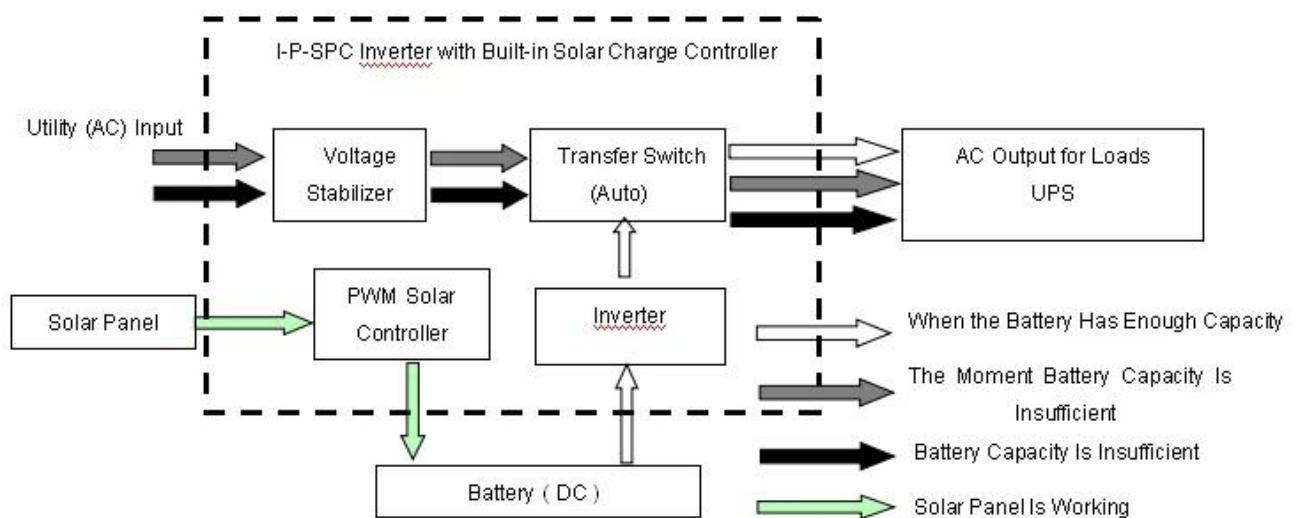 I-P-SPC Inverter with Built-in Solar Charge Controller
Utility (AC) Input
Voltage
Stabilizer
Transfer Switch
(Auto)
AC Output for Loads
UPS
Solar Panel
PWM Solar
Controller
Inverter
Battery ( DC )
When the Battery Has Enough Capacity
The Moment Battery Capacity Is
Insufficient
Battery Capacity Is Insufficient
Solar Panel Is Working